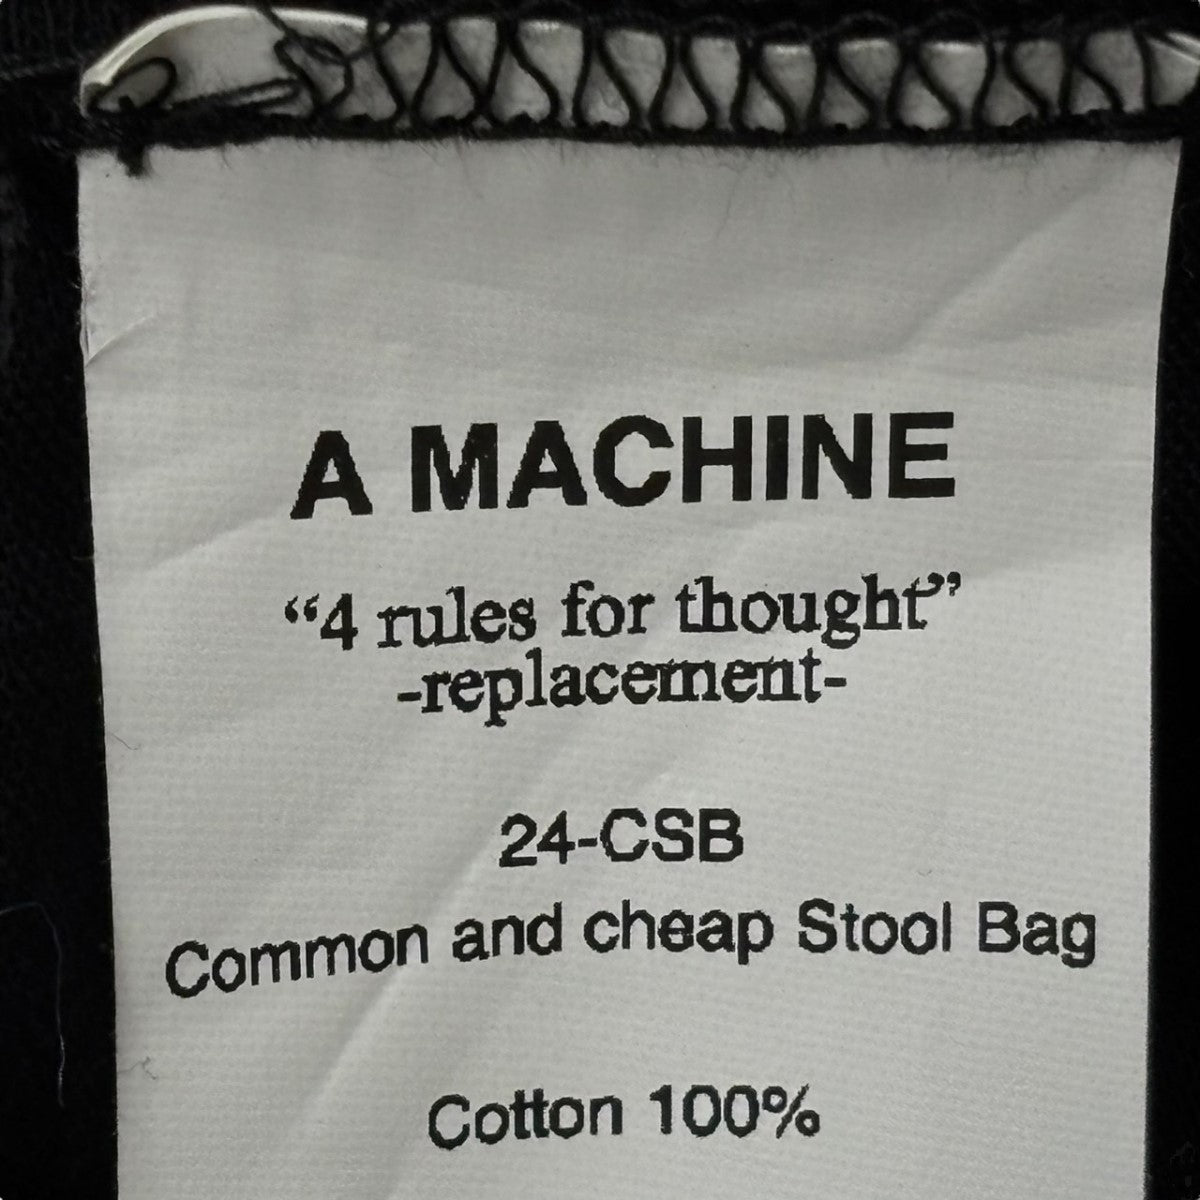 A MACHINE
“4 rules for thought”
-replacement-
24-CSB
Common and cheap Stool Bag
Cotton 100%